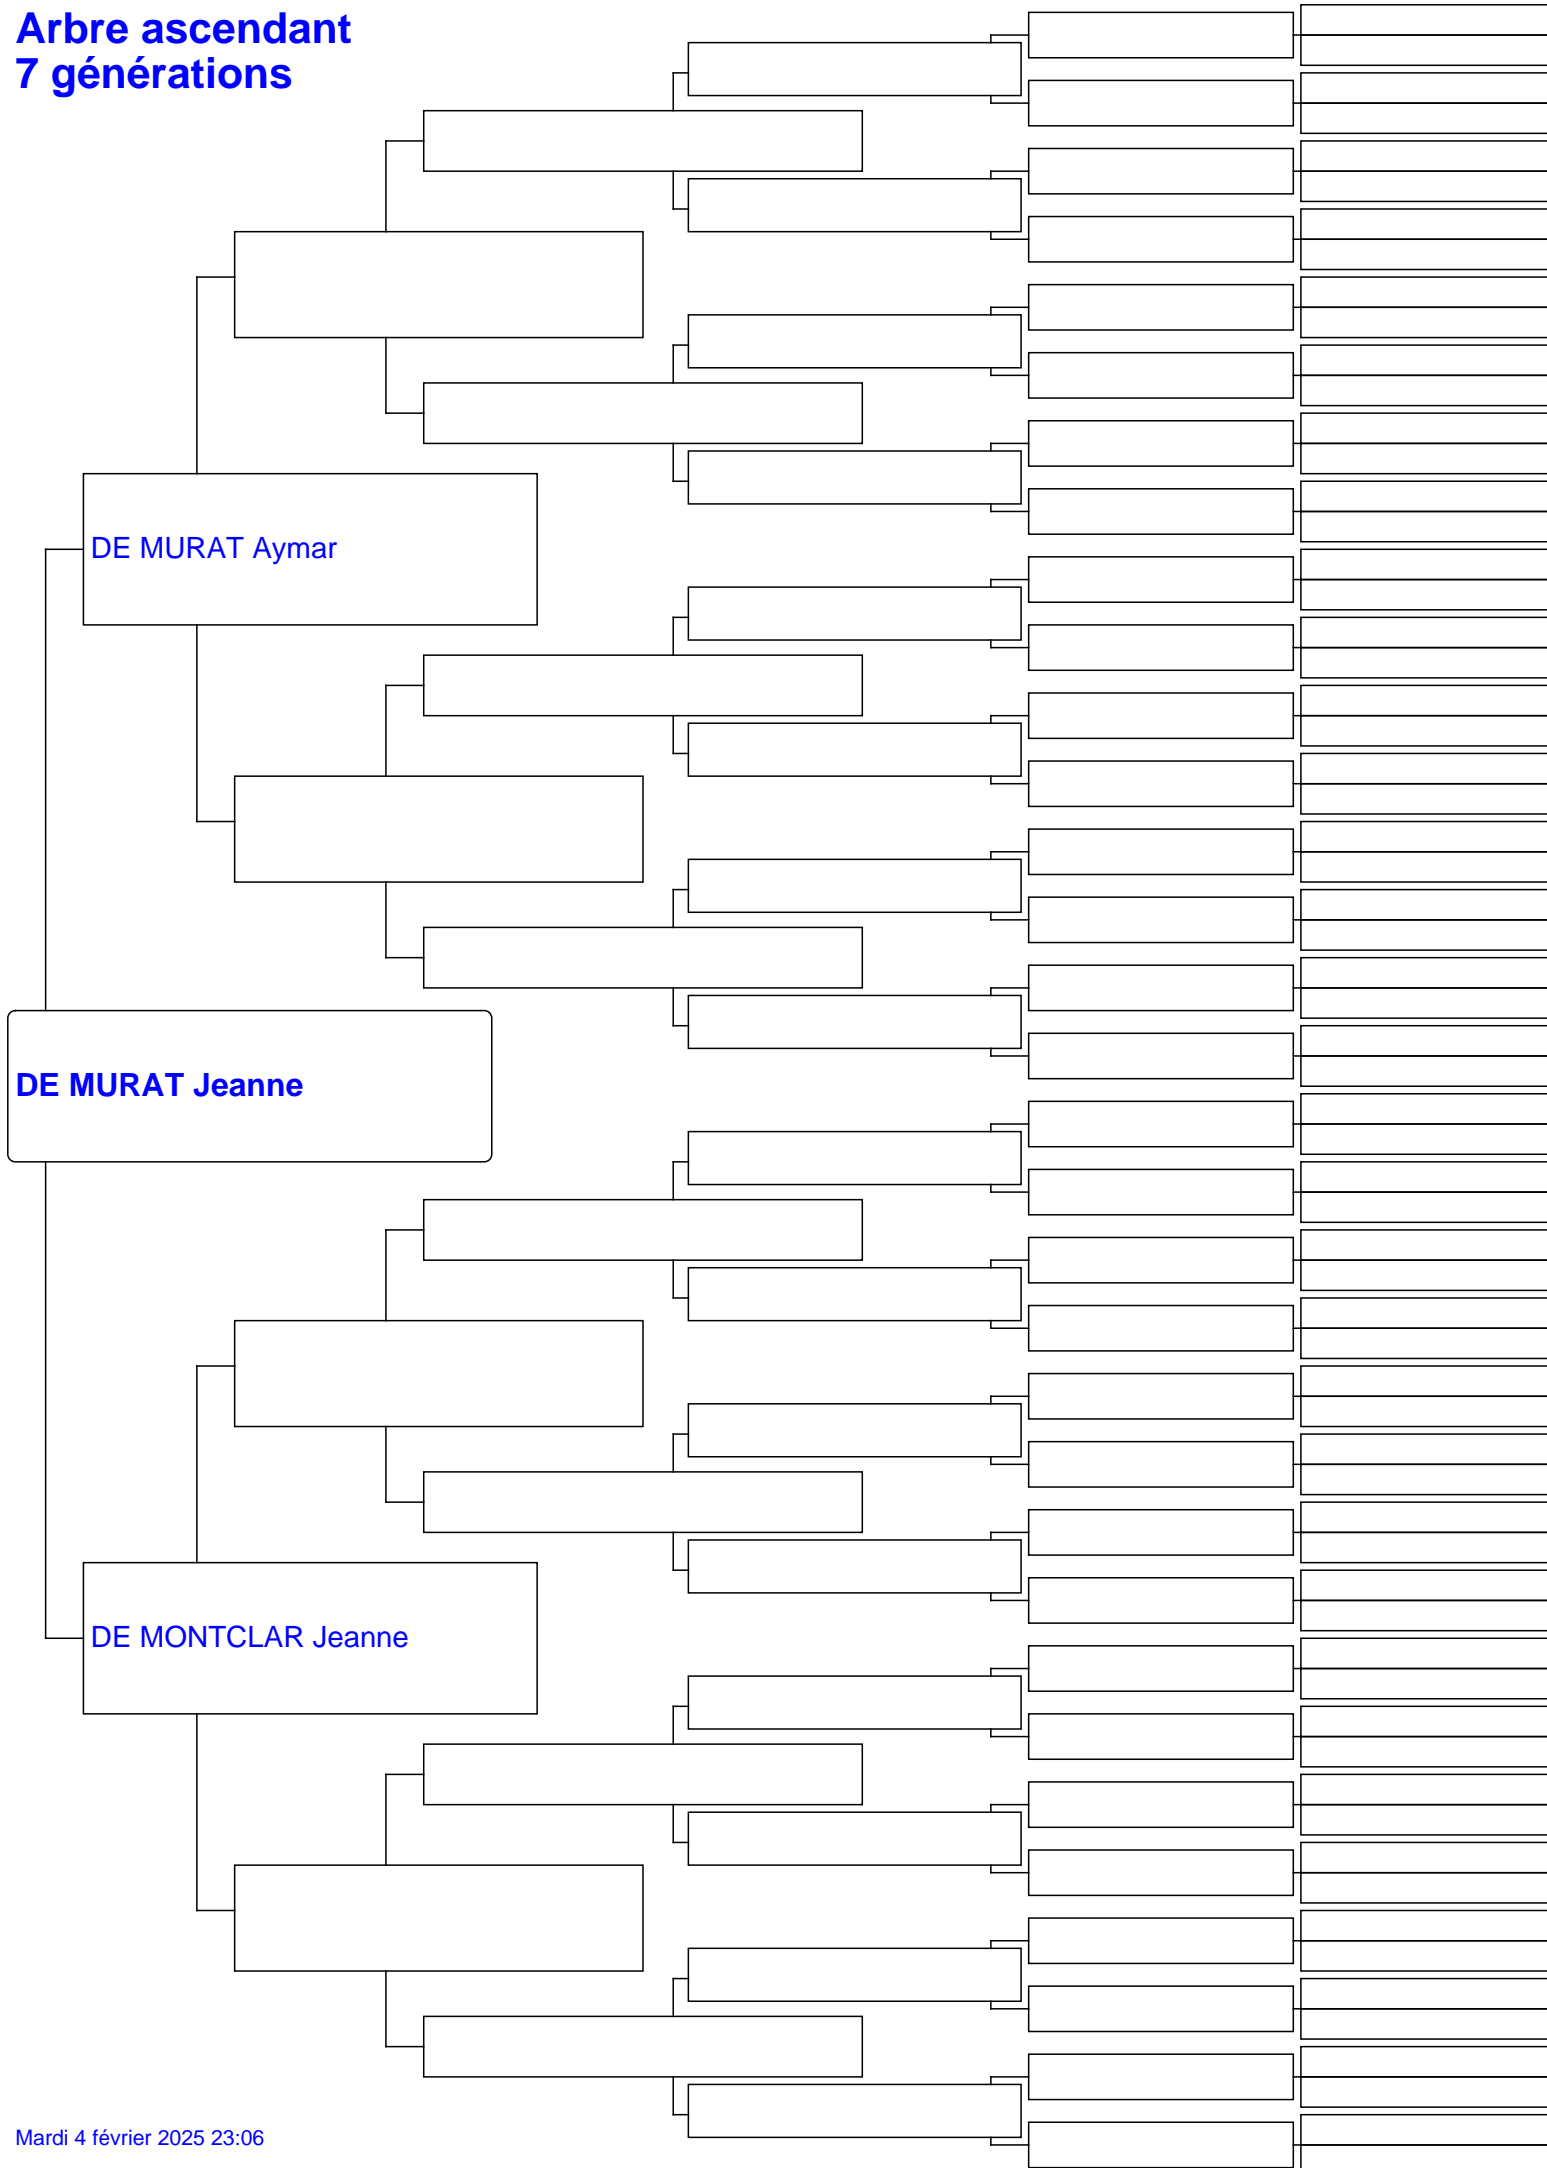 Arbre ascendant
7 générations
DE MURAT Aymar
DE MURAT Jeanne
DE MONTCLAR Jeanne
Mardi 4 février 2025 23:06